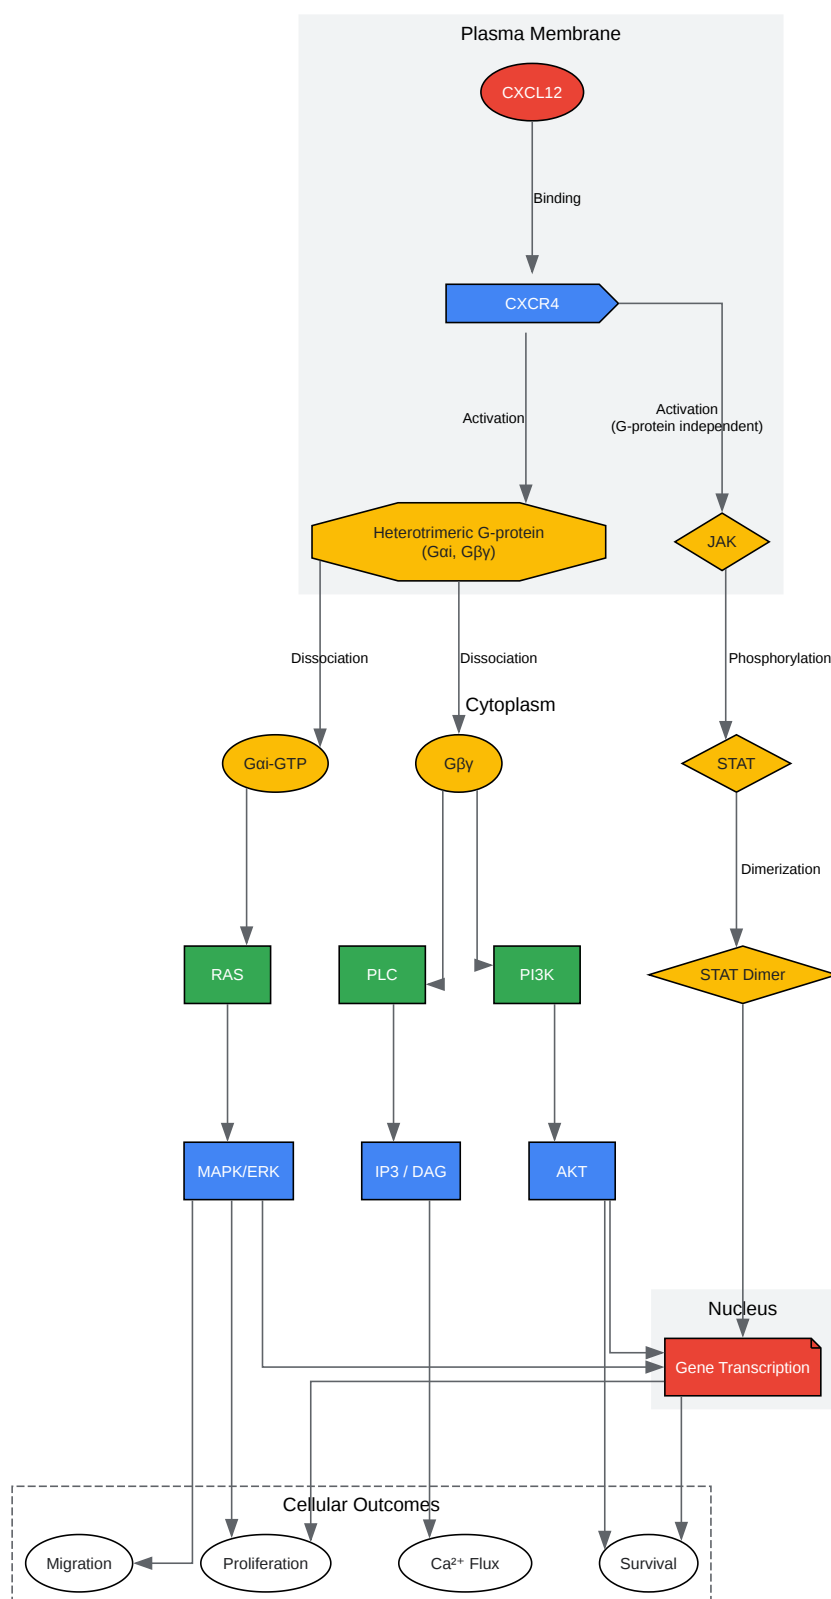 Plasma Membrane
CXCL12
Binding
CXCR4
Activation
Activation
(G-protein independent)
Heterotrimeric G-protein
(Gαi, Gβγ)
JAK
Dissociation
Dissociation
Phosphorylation
Cytoplasm
Gαi-GTP
Gβγ
STAT
Dimerization
RAS
PLC
PI3K
STAT Dimer
MAPK/ERK
IP3 / DAG
AKT
Nucleus
Gene Transcription
Cellular Outcomes
Migration
Proliferation
Ca²⁺ Flux
Survival